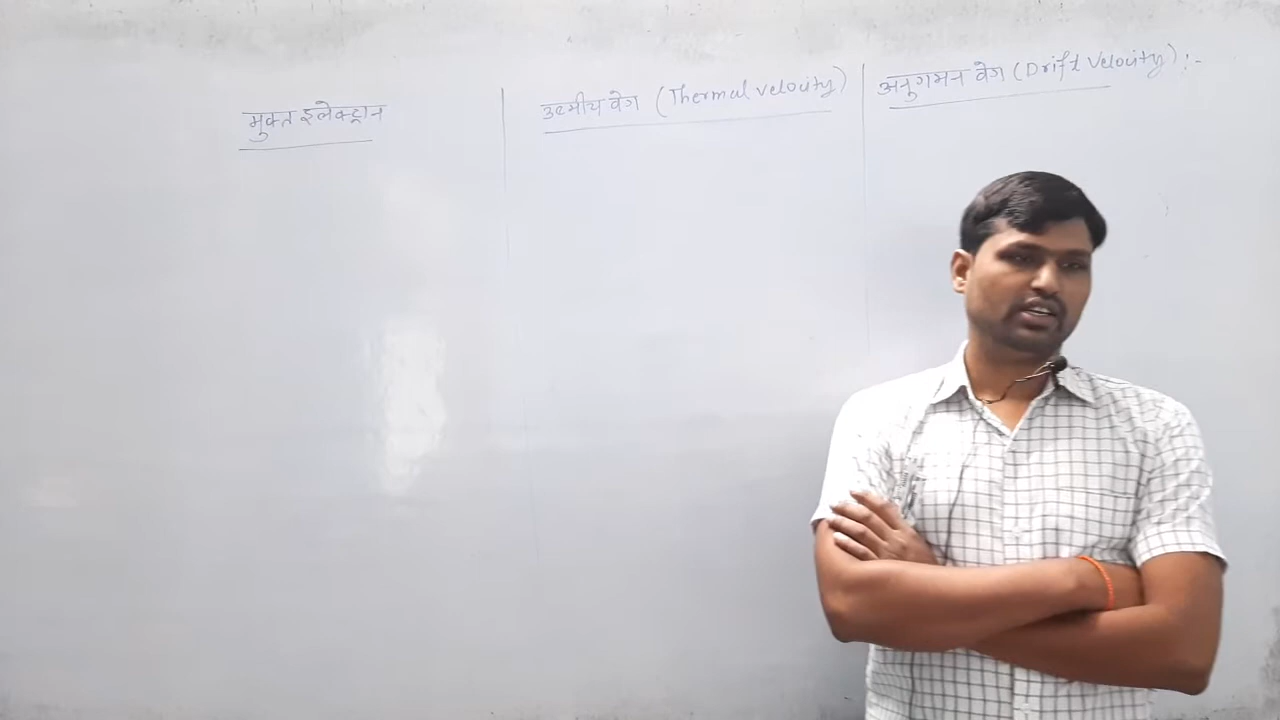 मुक्त इलेक्ट्रान
उष्मीय वेग (Thermal velocity)
अनुगमन वेग (Drift Velocity) :-